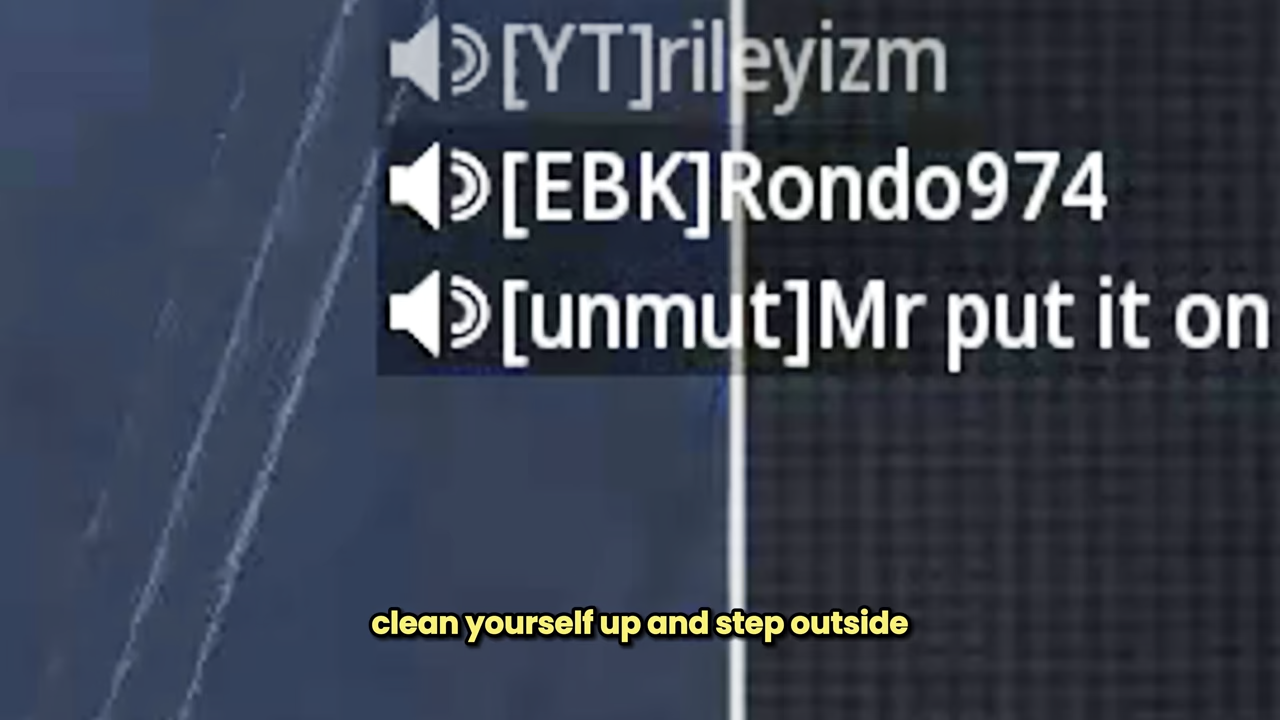 [YT]rileyizm
[EBK]Rondo974
[unmut]Mr put it on
clean yourself up and step outside